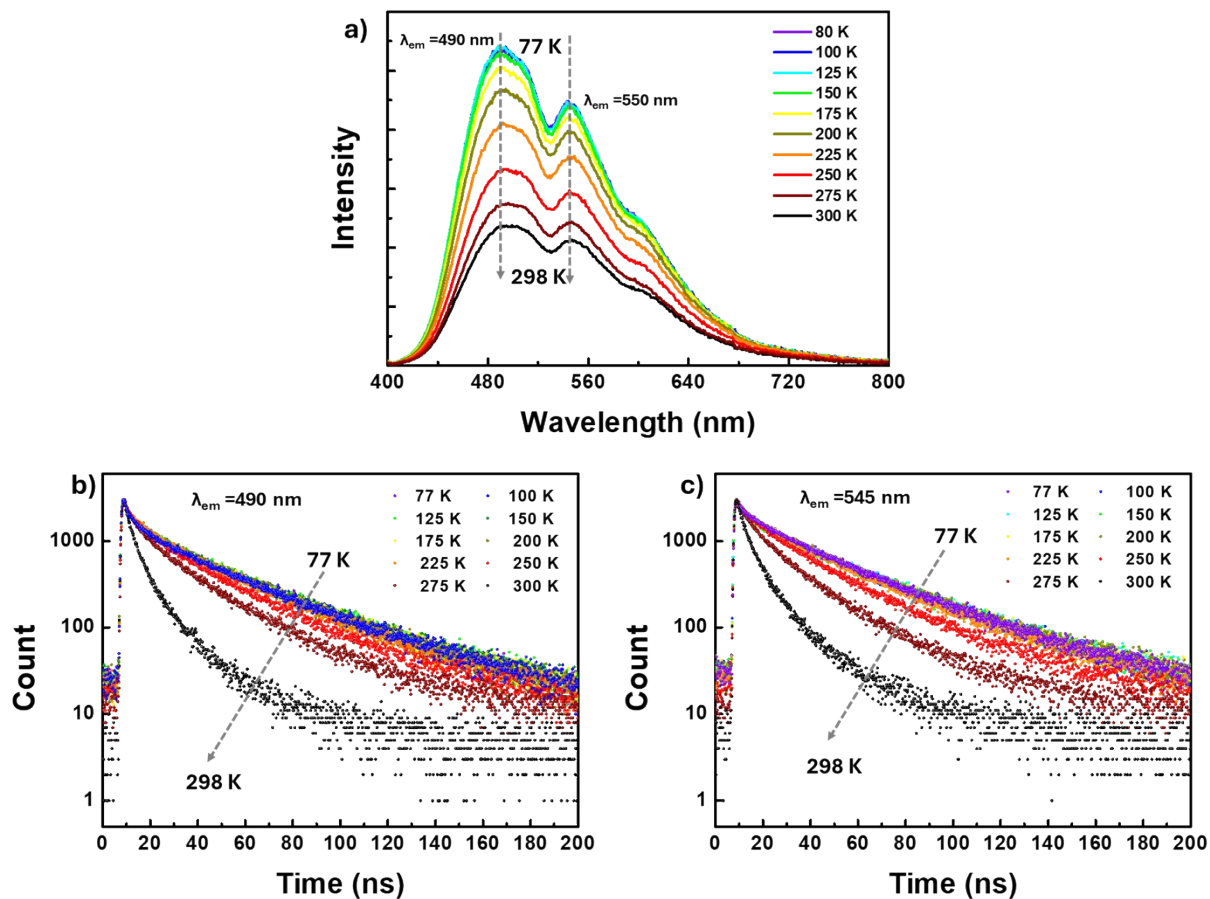 a)
λem =490 nm
77 K
λem =550 nm
298 K
80 K
100 K
125 K
150 K
175 K
200 K
225 K
250 K
275 K
300 K
Intensity
400 480 560 640 720 800
Wavelength (nm)
b)
λem =490 nm
77 K 100 K
125 K 150 K
175 K 200 K
225 K 250 K
275 K 300 K
77 K
298 K
1000
100
10
1
Count
0 20 40 60 80 100 120 140 160 180 200
Time (ns)
c)
λem =545 nm
77 K 100 K
125 K 150 K
175 K 200 K
225 K 250 K
275 K 300 K
77 K
298 K
1000
100
10
1
Count
0 20 40 60 80 100 120 140 160 180 200
Time (ns)